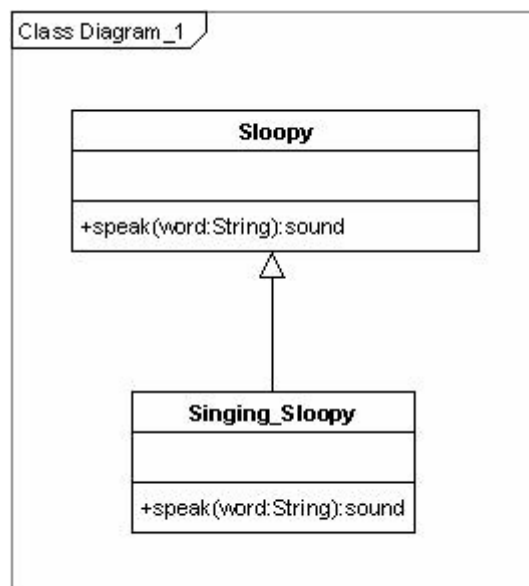 Class Diagram_1
Sloopy
+speak(word:String):sound
Singing_Sloopy
+speak(word:String):sound